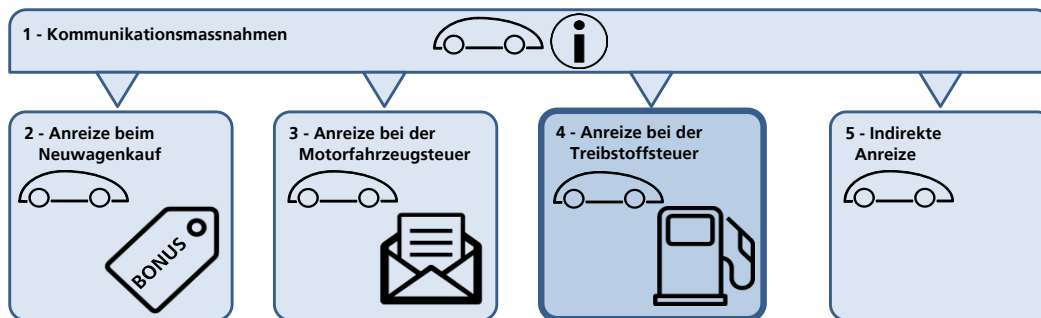 1 - Kommunikationsmassnahmen
2 - Anreize beim
Neuwagenkauf
BONUS
3 - Anreize bei der
Motorfahrzeugsteuer
4 - Anreize bei der
Treibstoffsteuer
5 - Indirekte
Anreize